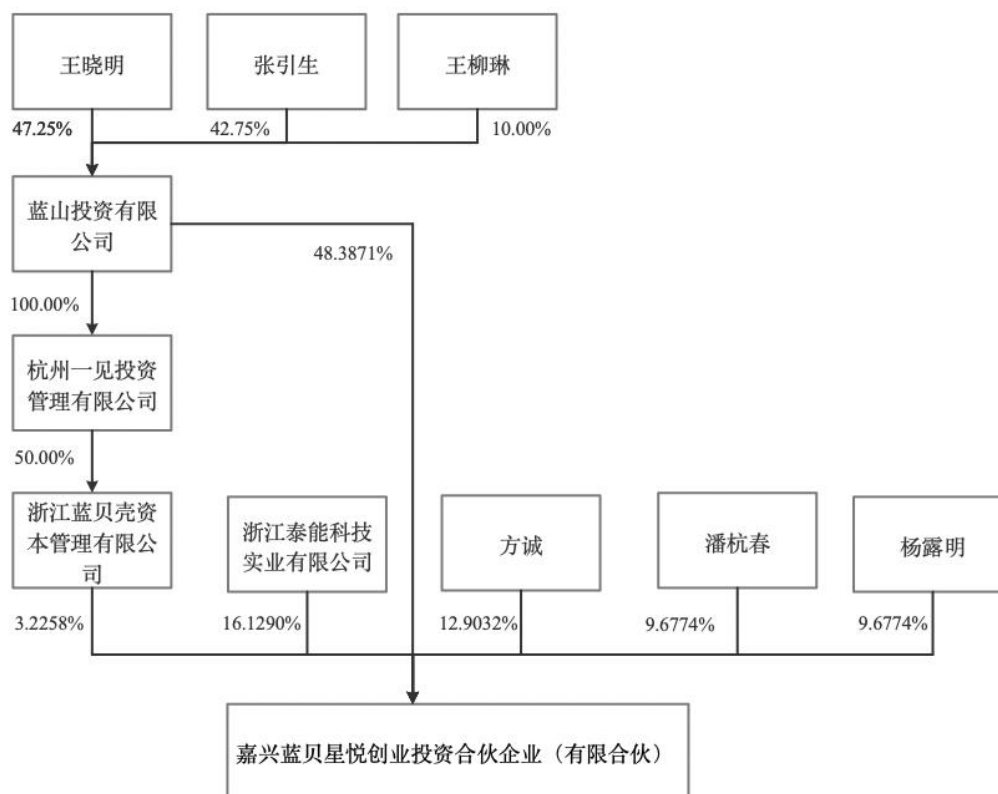 王晓明
张引生
王柳琳
47.25%
42.75%
10.00%
蓝山投资有限
公司
48.3871%
100.00%
杭州一见投资
管理有限公司
50.00%
浙江蓝贝壳资
本管理有限公
司
浙江泰能科技
实业有限公司
方诚
潘杭春
杨露明
3.2258%
16.1290%
12.9032%
9.6774%
9.6774%
嘉兴蓝贝星悦创业投资合伙企业（有限合伙）